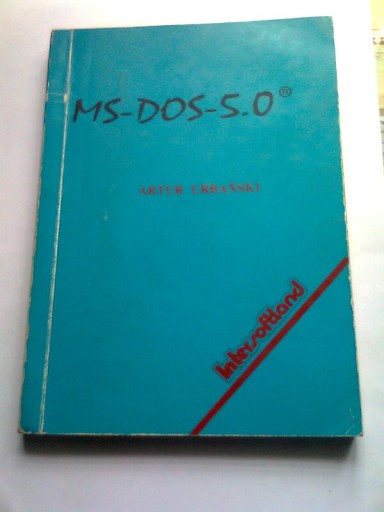 MS-DOS-5.0®
ARTUR URBAŃSKI
Intersoftland